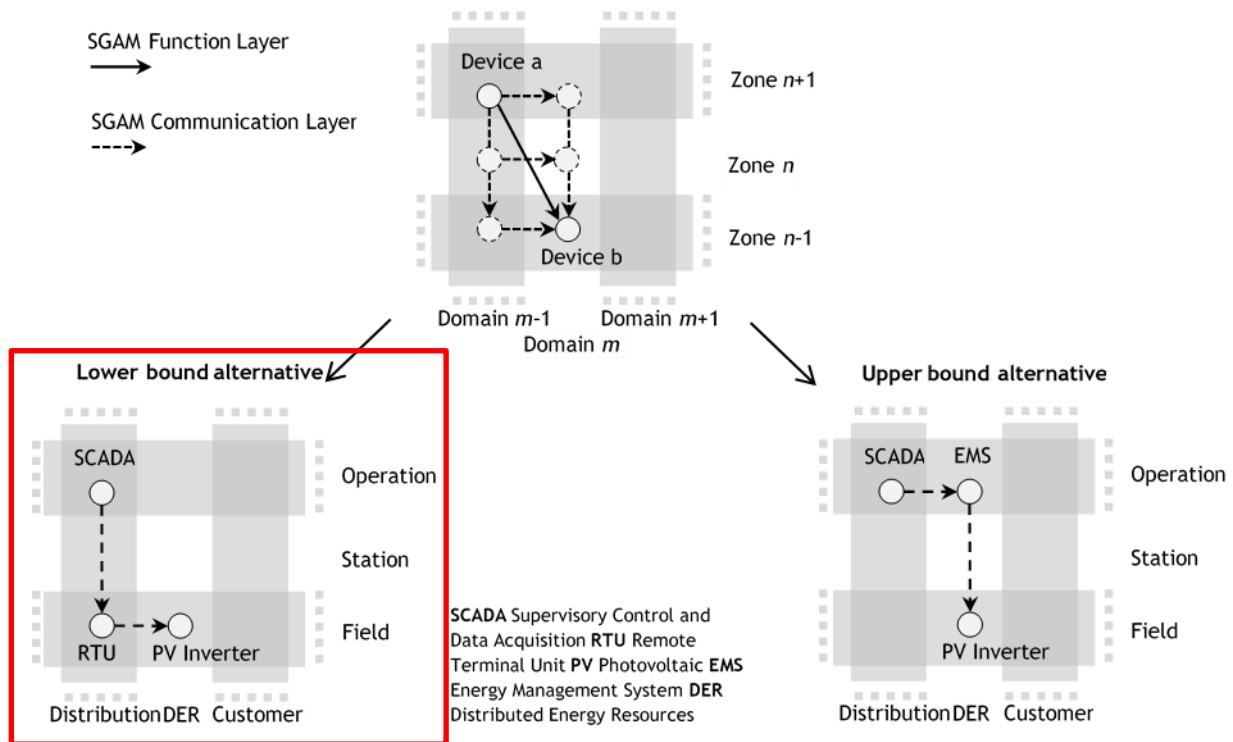 SGAM Function Layer
SGAM Communication Layer
Device a
Zone n+1
Zone n
Zone n-1
Device b
Domain m-1 Domain m+1
Domain m
Lower bound alternative
Upper bound alternative
SCADA
Operation
Station
RTU PV Inverter
Field
Distribution DER Customer
SCADA Supervisory Control and
Data Acquisition RTU Remote
Terminal Unit PV Photovoltaic EMS
Energy Management System DER
Distributed Energy Resources
SCADA EMS
Operation
Station
Field
PV Inverter
Distribution DER Customer